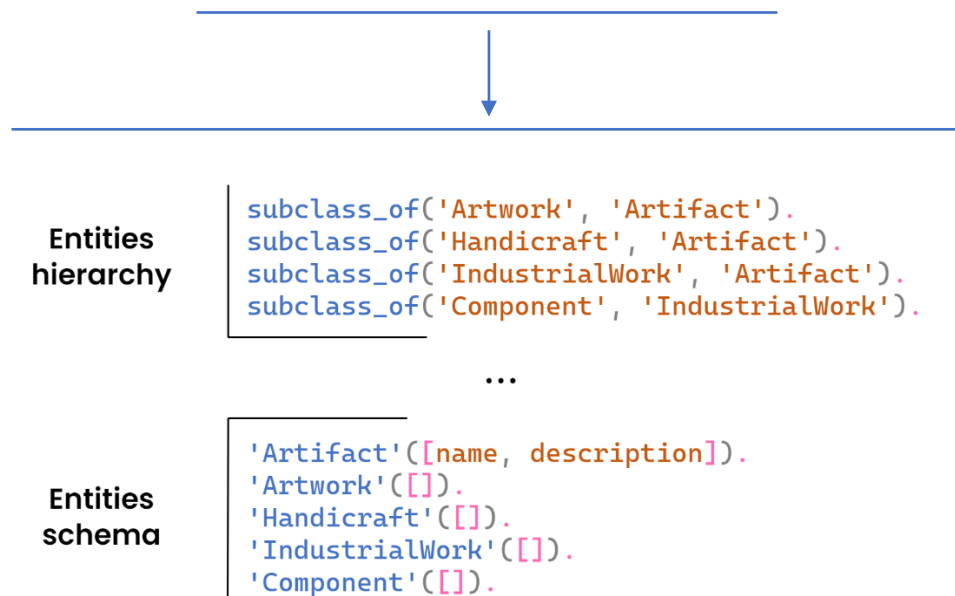 Entities
hierarchy
subclass_of('Artwork', 'Artifact').
subclass_of('Handicraft', 'Artifact').
subclass_of('IndustrialWork', 'Artifact').
subclass_of('Component', 'IndustrialWork').
...
Entities
schema
'Artifact'([name, description]).
'Artwork'([]).
'Handicraft'([]).
'IndustrialWork'([]).
'Component'([]).